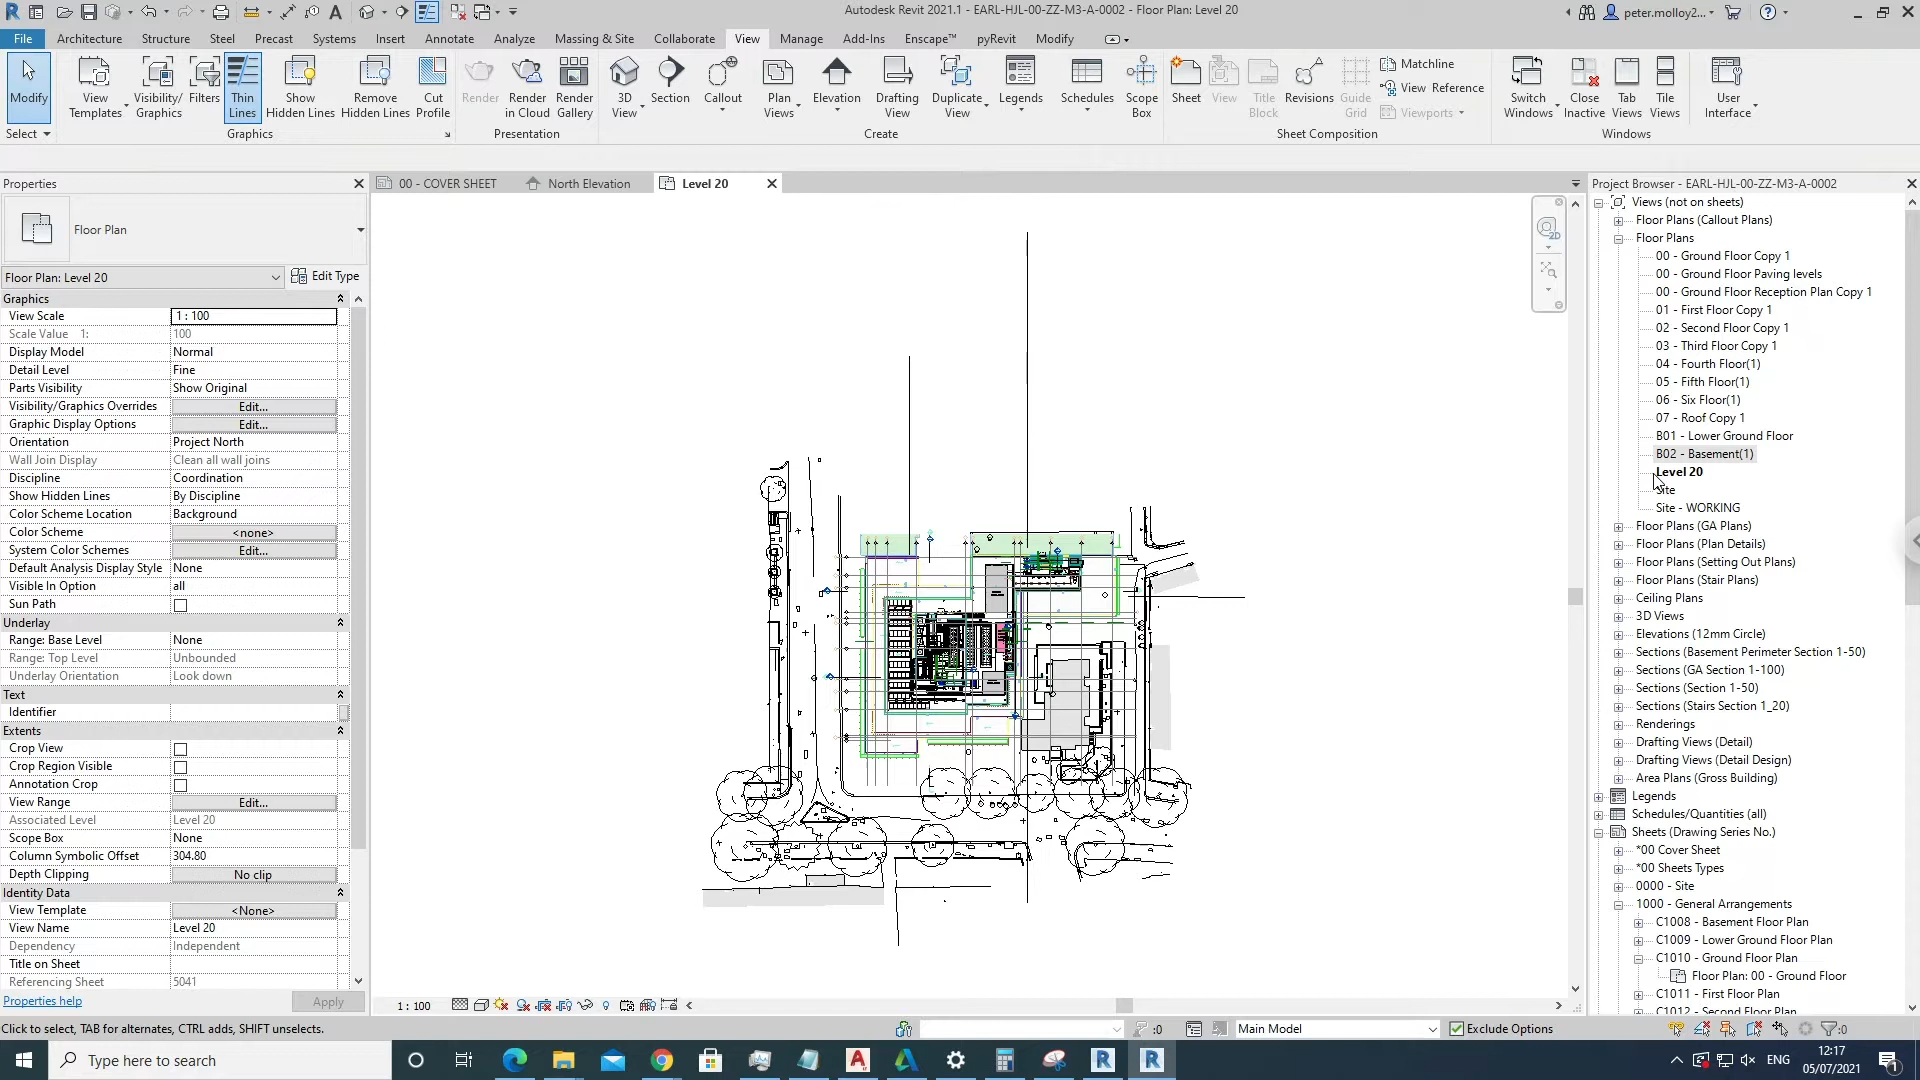 Autodesk Revit 2021.1 - EARL-HJL-00-ZZ-M3-A-0002 - Floor Plan: Level 20
peter.molloy2...
File Architecture Structure Steel Precast Systems Insert Annotate Analyze Massing & Site Collaborate View Manage Add-Ins Enscape™ pyRevit Modify
Modify
View Templates
Visibility/ Graphics
Filters
Thin Lines
Show Hidden Lines
Remove Hidden Lines
Cut Profile
Render
Render in Cloud
Render Gallery
3D View
Section
Callout
Plan Views
Elevation
Drafting View
Duplicate View
Legends
Schedules
Scope Box
Sheet
View
Title Block
Revisions
Guide Grid
Matchline
View Reference
Viewports
Switch Windows
Close Inactive
Tab Views
Tile Views
User Interface
Select
Graphics
Presentation
Create
Sheet Composition
Windows
Properties
Floor Plan
Floor Plan: Level 20
Edit Type
Graphics
View Scale 1 : 100
Scale Value 1: 100
Display Model Normal
Detail Level Fine
Parts Visibility Show Original
Visibility/Graphics Overrides Edit...
Graphic Display Options Edit...
Orientation Project North
Wall Join Display Clean all wall joins
Discipline Coordination
Show Hidden Lines By Discipline
Color Scheme Location Background
Color Scheme <none>
System Color Schemes Edit...
Default Analysis Display Style None
Visible In Option all
Sun Path
Underlay
Range: Base Level None
Range: Top Level Unbounded
Underlay Orientation Look down
Text
Identifier
Extents
Crop View
Crop Region Visible
Annotation Crop
View Range Edit...
Associated Level Level 20
Scope Box None
Column Symbolic Offset 304.80
Depth Clipping No clip
Identity Data
View Template <None>
View Name Level 20
Dependency Independent
Title on Sheet
Referencing Sheet 5041
Properties help
Apply
00 - COVER SHEET
North Elevation
Level 20
2D
1 : 100
Project Browser - EARL-HJL-00-ZZ-M3-A-0002
Views (not on sheets)
Floor Plans (Callout Plans)
Floor Plans
00 - Ground Floor Copy 1
00 - Ground Floor Paving levels
00 - Ground Floor Reception Plan Copy 1
01 - First Floor Copy 1
02 - Second Floor Copy 1
03 - Third Floor Copy 1
04 - Fourth Floor(1)
05 - Fifth Floor(1)
06 - Six Floor(1)
07 - Roof Copy 1
B01 - Lower Ground Floor
B02 - Basement(1)
Level 20
Site
Site - WORKING
Floor Plans (GA Plans)
Floor Plans (Plan Details)
Floor Plans (Setting Out Plans)
Floor Plans (Stair Plans)
Ceiling Plans
3D Views
Elevations (12mm Circle)
Sections (Basement Perimeter Section 1-50)
Sections (GA Section 1-100)
Sections (Section 1-50)
Sections (Stairs Section 1_20)
Renderings
Drafting Views (Detail)
Drafting Views (Detail Design)
Area Plans (Gross Building)
Legends
Schedules/Quantities (all)
Sheets (Drawing Series No.)
*00 Cover Sheet
*00 Sheets Types
0000 - Site
1000 - General Arrangements
C1008 - Basement Floor Plan
C1009 - Lower Ground Floor Plan
C1010 - Ground Floor Plan
Floor Plan: 00 - Ground Floor
C1011 - First Floor Plan
C1012 - Second Floor Plan
Click to select, TAB for alternates, CTRL adds, SHIFT unselects.
:0
Main Model
Exclude Options
:0
Type here to search
ENG
12:17
05/07/2021
1